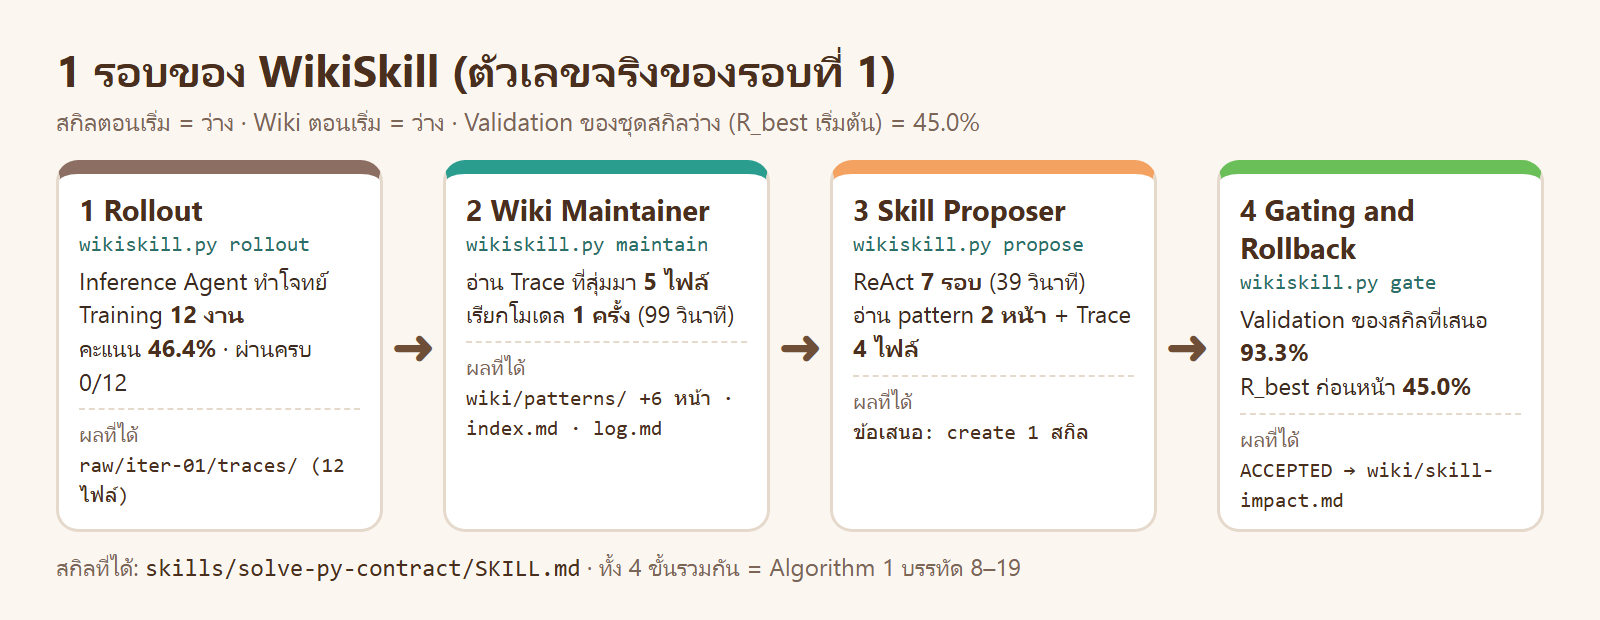 1 รอบของ WikiSkill (ตัวเลขจริงของรอบที่ 1)
สกิลตอนเริ่ม = ว่าง · Wiki ตอนเริ่ม = ว่าง · Validation ของชุดสกิลว่าง (R_best เริ่มต้น) = 45.0%
1 Rollout
wikiskill.py rollout
Inference Agent ทำโจทย์
Training 12 งาน
คะแนน 46.4% · ผ่านครบ
0/12
ผลที่ได้
raw/iter-01/traces/ (12
ไฟล์)
➜
2 Wiki Maintainer
wikiskill.py maintain
อ่าน Trace ที่สุ่มมา 5 ไฟล์
เรียกโมเดล 1 ครั้ง (99 วินาที)
ผลที่ได้
wiki/patterns/ +6 หน้า ·
index.md · log.md
➜
3 Skill Proposer
wikiskill.py propose
ReAct 7 รอบ (39 วินาที)
อ่าน pattern 2 หน้า + Trace
4 ไฟล์
ผลที่ได้
ข้อเสนอ: create 1 สกิล
➜
4 Gating and
Rollback
wikiskill.py gate
Validation ของสกิลที่เสนอ
93.3%
R_best ก่อนหน้า 45.0%
ผลที่ได้
ACCEPTED → wiki/skill-
impact.md
สกิลที่ได้: skills/solve-py-contract/SKILL.md · ทั้ง 4 ขั้นรวมกัน = Algorithm 1 บรรทัด 8–19